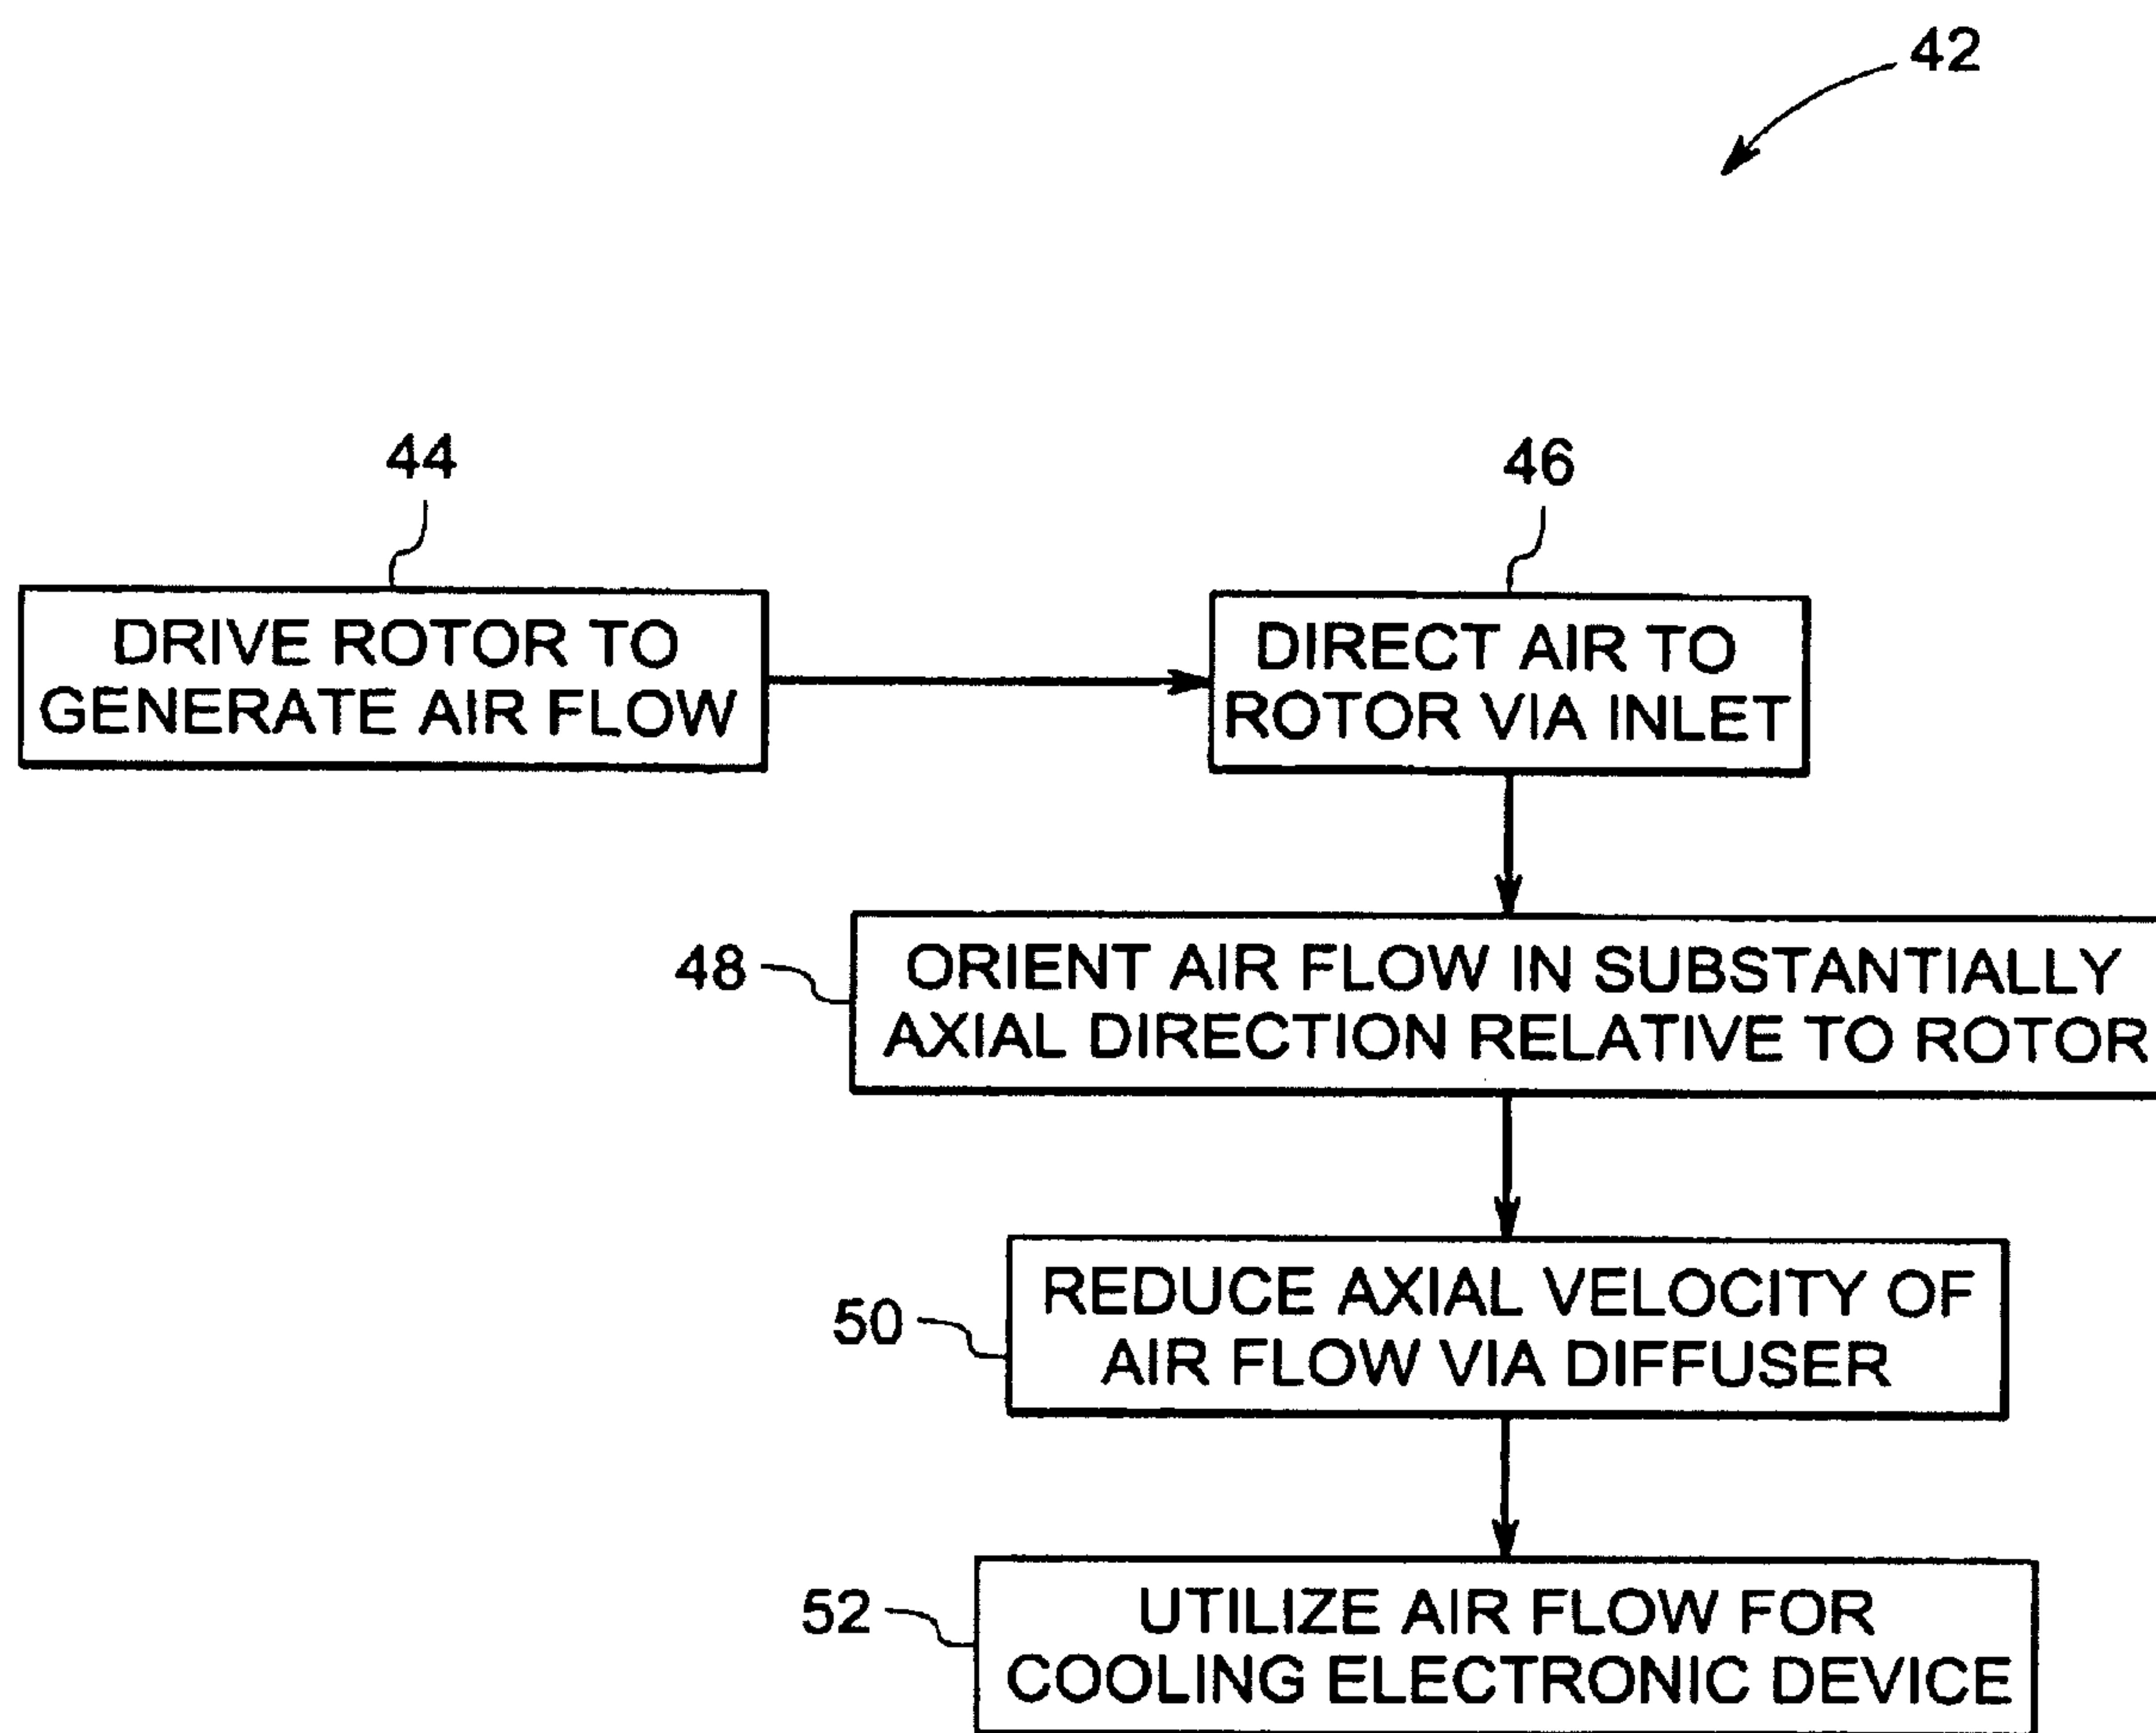 42
44
DRIVE ROTOR TO
GENERATE AIR FLOW
46
DIRECT AIR TO
ROTOR VIA INLET
48
ORIENT AIR FLOW IN SUBSTANTIALLY
AXIAL DIRECTION RELATIVE TO ROTOR
50
REDUCE AXIAL VELOCITY OF
AIR FLOW VIA DIFFUSER
52
UTILIZE AIR FLOW FOR
COOLING ELECTRONIC DEVICE